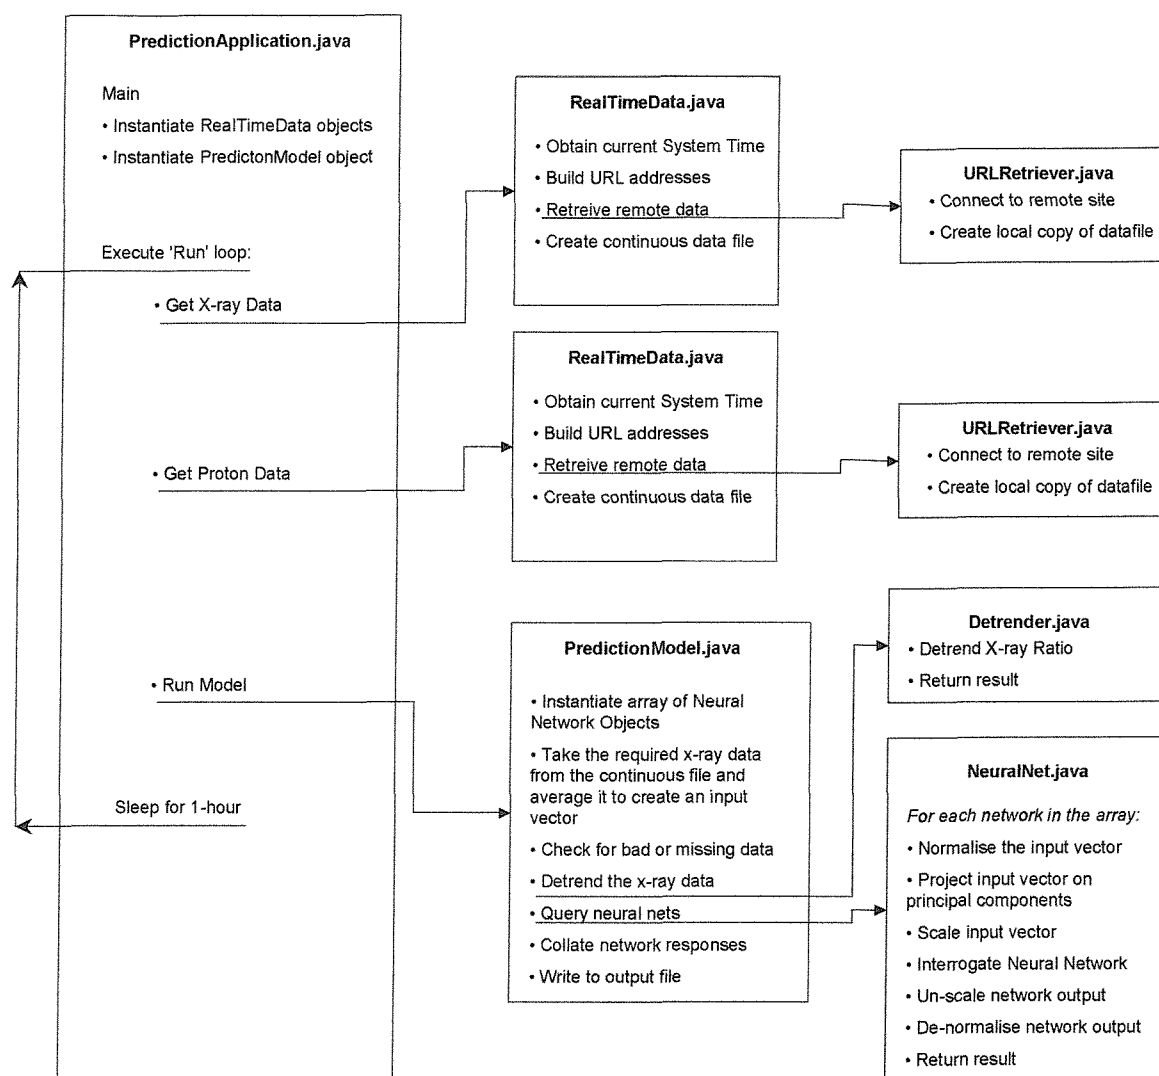 PredictionApplication.java
Main
• Instantiate RealTimeData objects
• Instantiate PredictonModel object
Execute 'Run' loop:
• Get X-ray Data
• Get Proton Data
• Run Model
Sleep for 1-hour
RealTimeData.java
• Obtain current System Time
• Build URL addresses
• Retreive remote data
• Create continuous data file
URLRetriever.java
• Connect to remote site
• Create local copy of datafile
RealTimeData.java
• Obtain current System Time
• Build URL addresses
• Retreive remote data
• Create continuous data file
URLRetriever.java
• Connect to remote site
• Create local copy of datafile
PredictionModel.java
• Instantiate array of Neural
Network Objects
• Take the required x-ray data
from the continuous file and
average it to create an input
vector
• Check for bad or missing data
• Detrend the x-ray data
• Query neural nets
• Collate network responses
• Write to output file
Detrender.java
• Detrend X-ray Ratio
• Return result
NeuralNet.java
For each network in the array:
• Normalise the input vector
• Project input vector on
principal components
• Scale input vector
• Interrogate Neural Network
• Un-scale network output
• De-normalise network output
• Return result